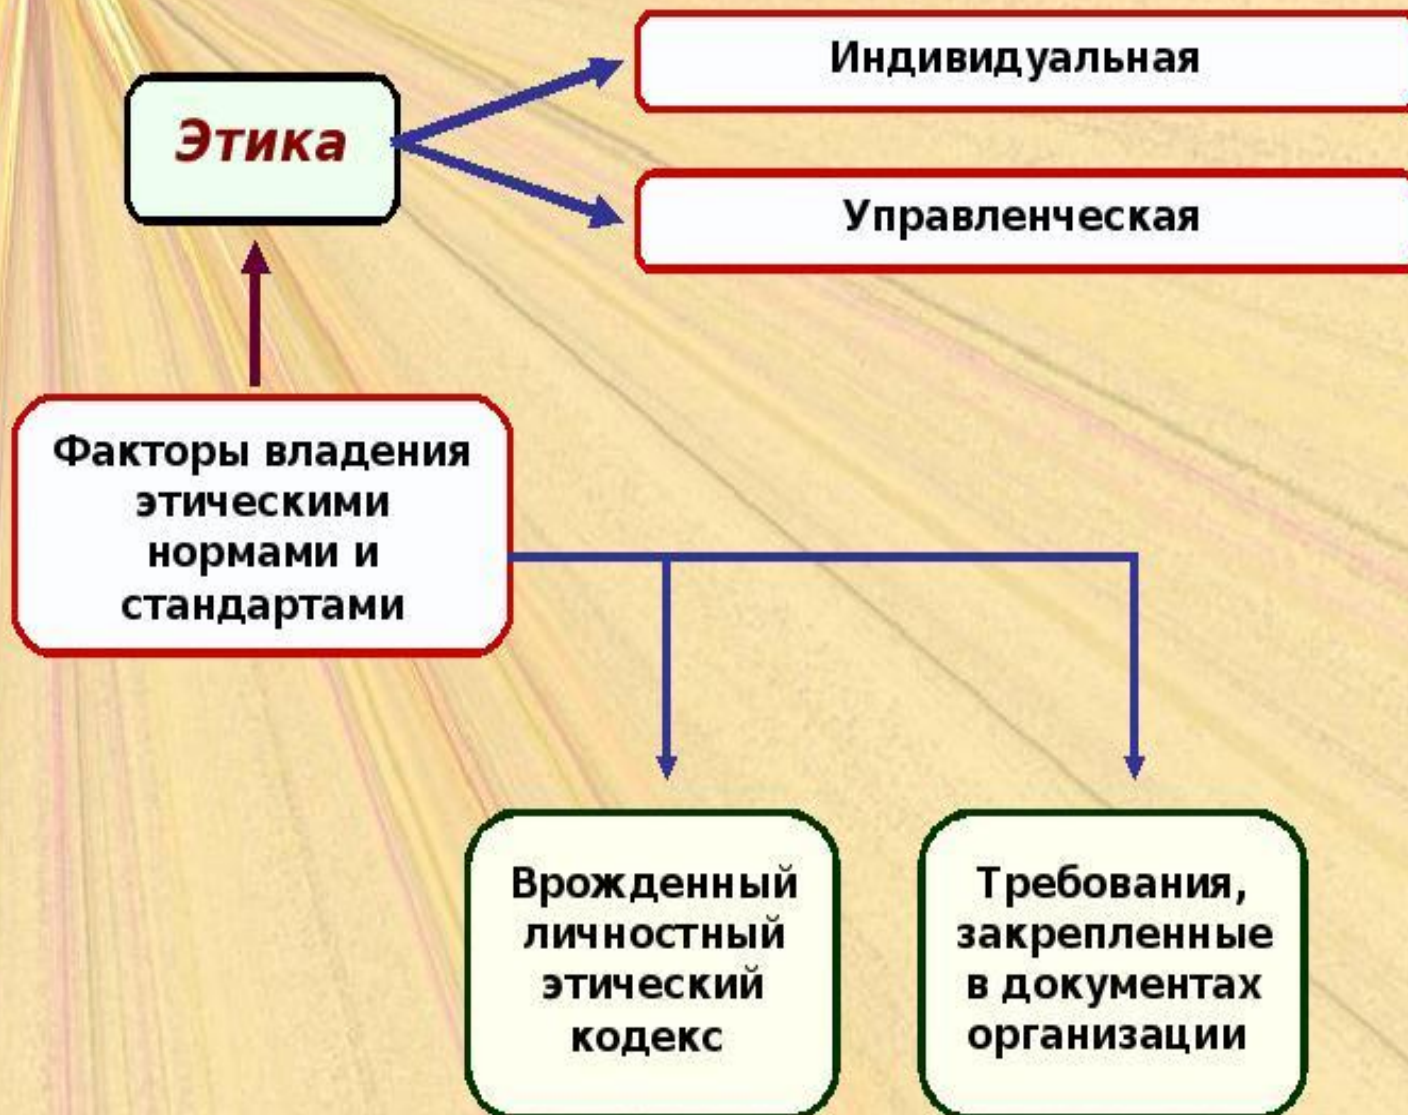 Индивидуальная
Этика
Управленческая
Факторы владения
этическими
нормами и
стандартами
Врожденный
личностный
этический
кодекс
Требования,
закрепленные
в документах
организации